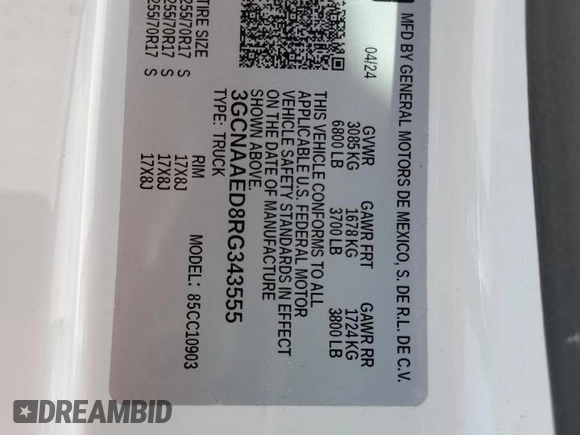 MFD BY GENERAL MOTORS DE MEXICO, S. DE R.L. DE C.V.
04/24 GVWR GAWR FRT GAWR RR
3085 KG 1678 KG 1724 KG
6800 LB 3700 LB 3800 LB
THIS VEHICLE CONFORMS TO ALL
APPLICABLE U.S. FEDERAL MOTOR
VEHICLE SAFETY STANDARDS IN EFFECT
ON THE DATE OF MANUFACTURE
SHOWN ABOVE.
3GCNAAED8RG343555
TYPE: TRUCK MODEL: 85CC10903
TIRE SIZE RIM
255/70R17 S 17X8J
255/70R17 S 17X8J
255/70R17 S 17X8J
DREAMBID